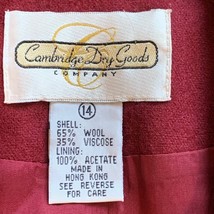 Cambridge Dry Goods
COMPANY
14
SHELL:
65% WOOL
35% VISCOSE
LINING:
100% ACETATE
MADE IN
HONG KONG
SEE REVERSE
FOR CARE